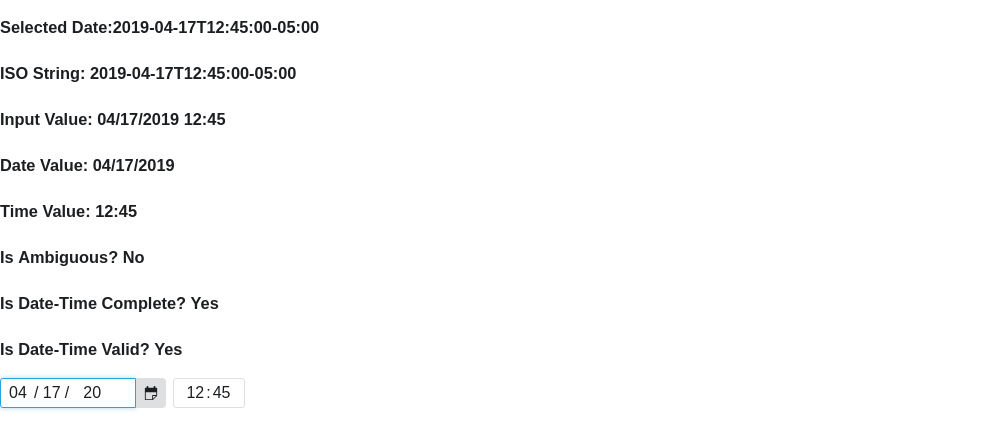 Selected Date:2019-04-17T12:45:00-05:00
ISO String: 2019-04-17T12:45:00-05:00
Input Value: 04/17/2019 12:45
Date Value: 04/17/2019
Time Value: 12:45
Is Ambiguous? No
Is Date-Time Complete? Yes
Is Date-Time Valid? Yes
04 / 17 / 20 12:45